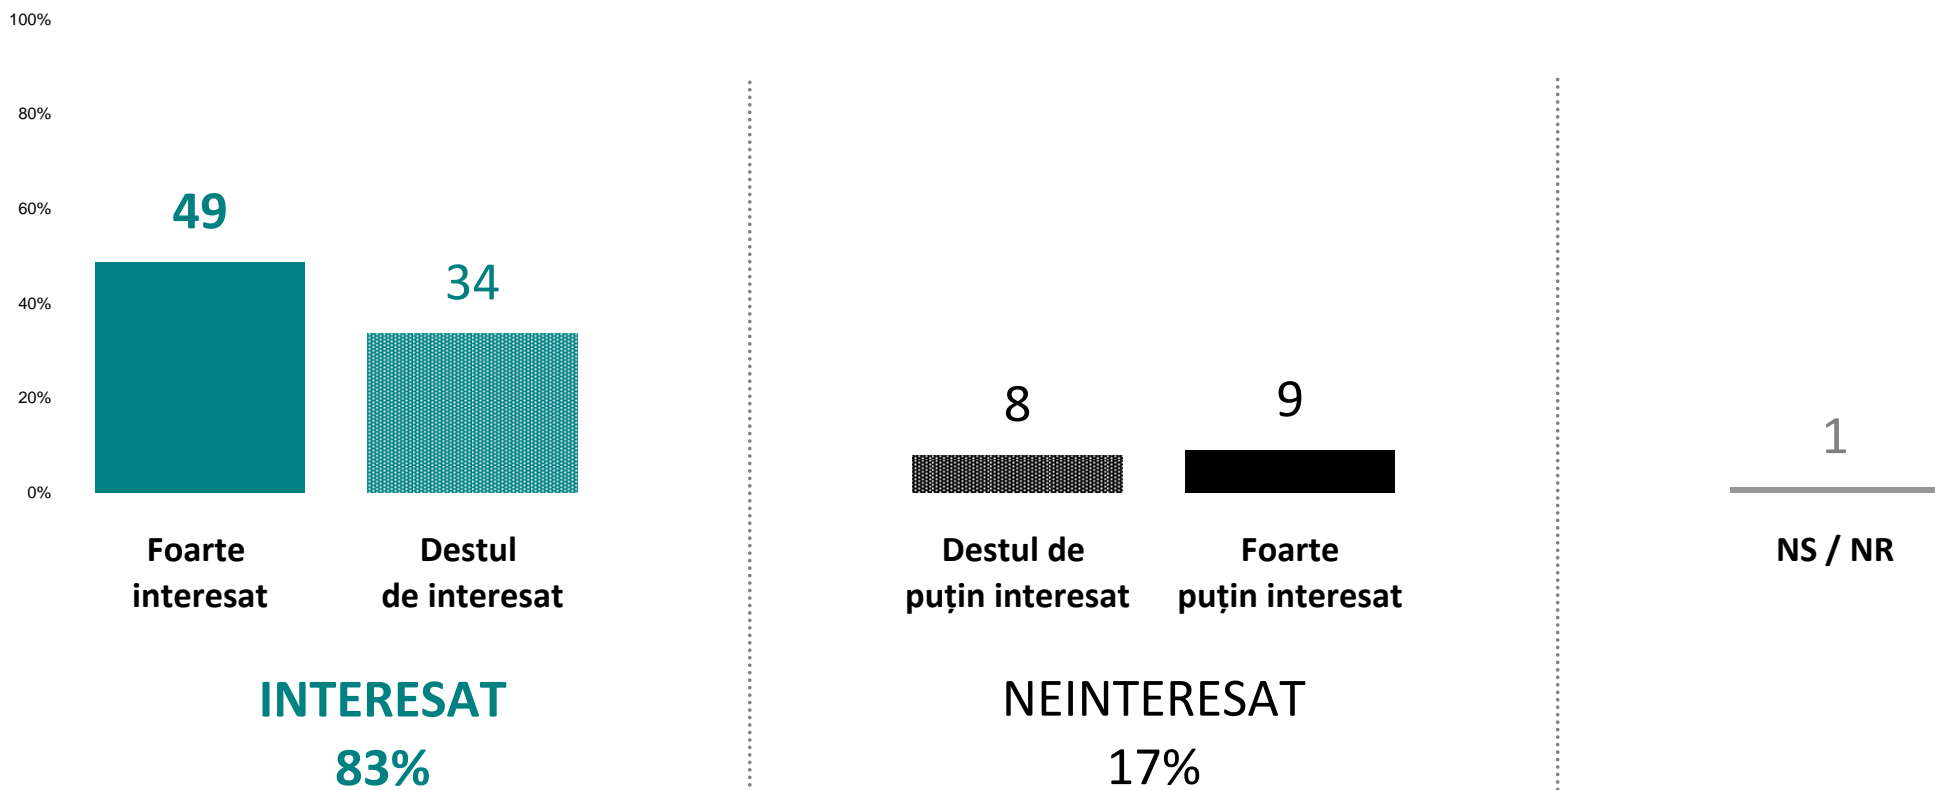 100%
80%
60%
40%
20%
0%
49
34
8
9
1
Foarte
interesat
Destul
de interesat
Destul de
puțin interesat
Foarte
puțin interesat
NS / NR
INTERESAT
83%
NEINTERESAT
17%